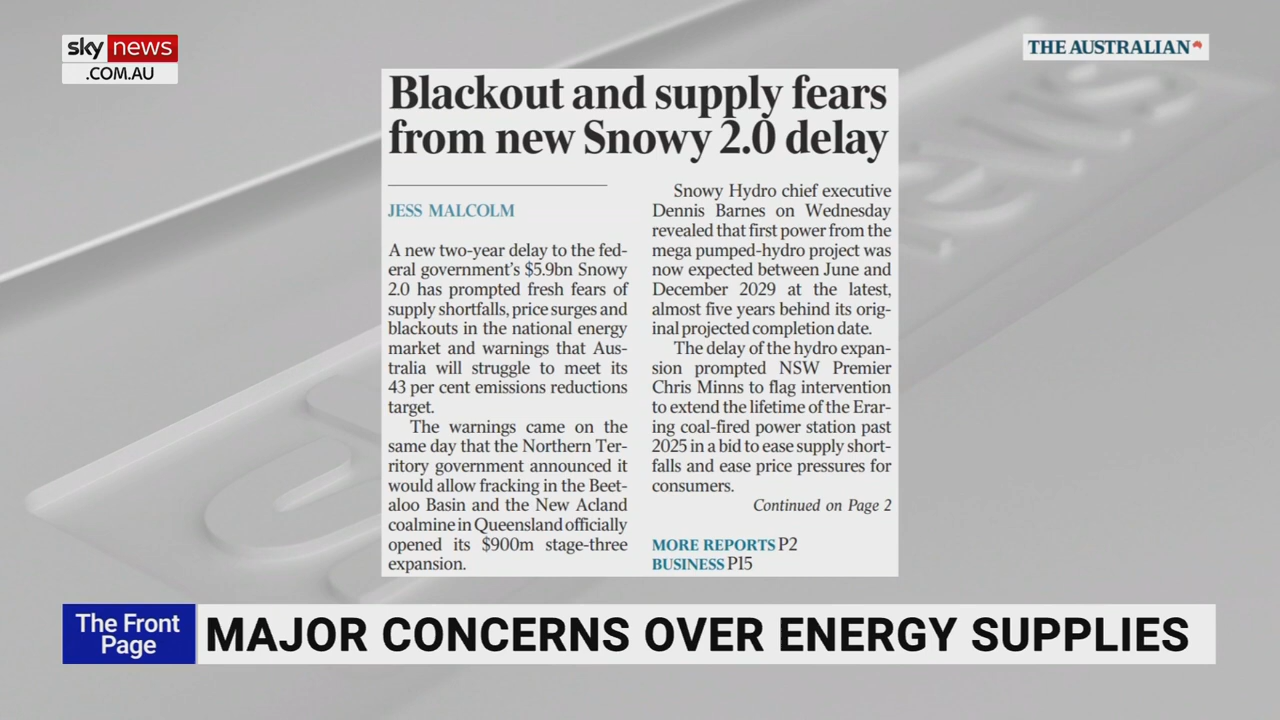 sky news
.COM.AU
THE AUSTRALIAN
Blackout and supply fears
from new Snowy 2.0 delay
JESS MALCOLM
A new two-year delay to the fed-
eral government's $5.9bn Snowy
2.0 has prompted fresh fears of
supply shortfalls, price surges and
blackouts in the national energy
market and warnings that Aus-
tralia will struggle to meet its
43 per cent emissions reductions
target.
The warnings came on the
same day that the Northern Ter-
ritory government announced it
would allow fracking in the Beet-
aloo Basin and the New Acland
coalmine in Queensland officially
opened its $900m stage-three
expansion.
Snowy Hydro chief executive
Dennis Barnes on Wednesday
revealed that first power from the
mega pumped-hydro project was
now expected between June and
December 2029 at the latest,
almost five years behind its orig-
inal projected completion date.
The delay of the hydro expan-
sion prompted NSW Premier
Chris Minns to flag intervention
to extend the lifetime of the Erar-
ing coal-fired power station past
2025 in a bid to ease supply short-
falls and ease price pressures for
consumers.
Continued on Page 2
MORE REPORTS P2
BUSINESS P15
The Front
Page
MAJOR CONCERNS OVER ENERGY SUPPLIES